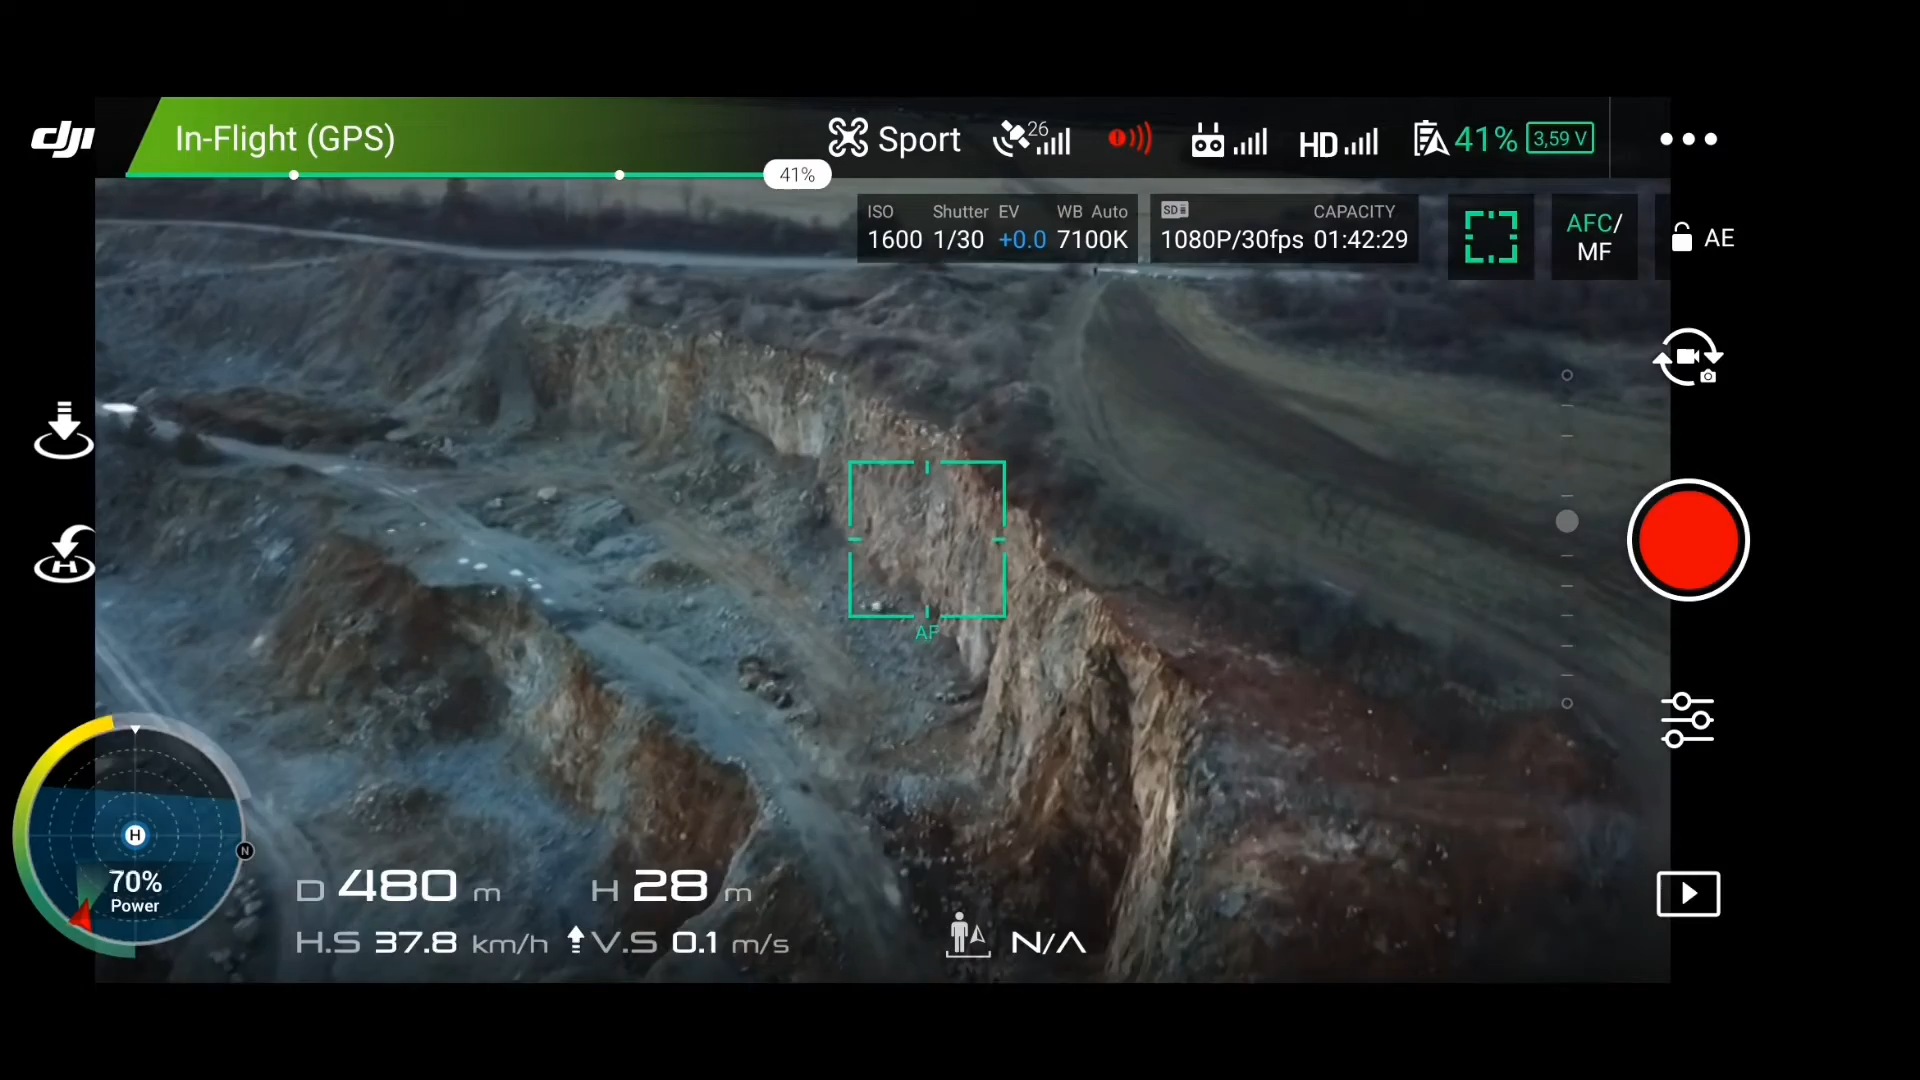 dji
In-Flight (GPS)
Sport
26
HD
41% 3,59 V
41%
ISO Shutter EV WB Auto
1600 1/30 +0.0 7100K
SD CAPACITY
1080P/30fps 01:42:29
AFC/
MF
AE
AF
H
N
70%
Power
D 480 m H 28 m
H.S 37.8 km/h V.S 0.1 m/s
N/A
H